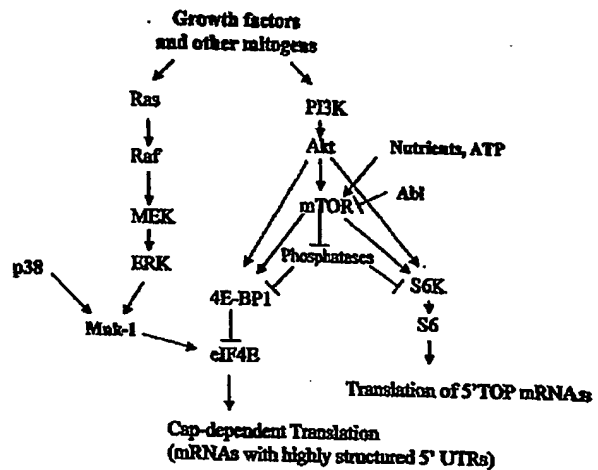 Growth factors
and other mitogens
Ras
PI3K
Raf
Akt
Nutrients, ATP
mTOR
Abl
MEK
Phosphatases
ERK
p38
4E-BP1
S6K
Mnk-1
S6
eIF4E
Translation of 5'TOP mRNAs
Cap-dependent Translation
(mRNAs with highly structured 5' UTRs)